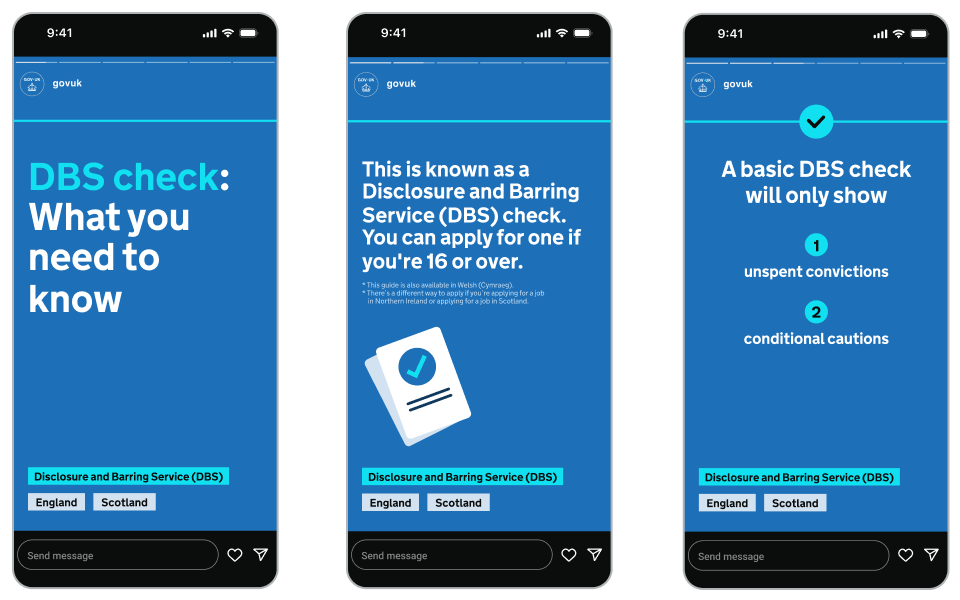 9:41
GOV·UK
govuk
DBS check:
What you
need to
know
Disclosure and Barring Service (DBS)
England
Scotland
Send message
9:41
GOV·UK
govuk
This is known as a
Disclosure and Barring
Service (DBS) check.
You can apply for one if
you're 16 or over.
* This guide is also available in Welsh (Cymraeg).
* There's a different way to apply if you're applying for a job
in Northern Ireland or applying for a job in Scotland.
Disclosure and Barring Service (DBS)
England
Scotland
Send message
9:41
GOV·UK
govuk
A basic DBS check
will only show
1
unspent convictions
2
conditional cautions
Disclosure and Barring Service (DBS)
England
Scotland
Send message